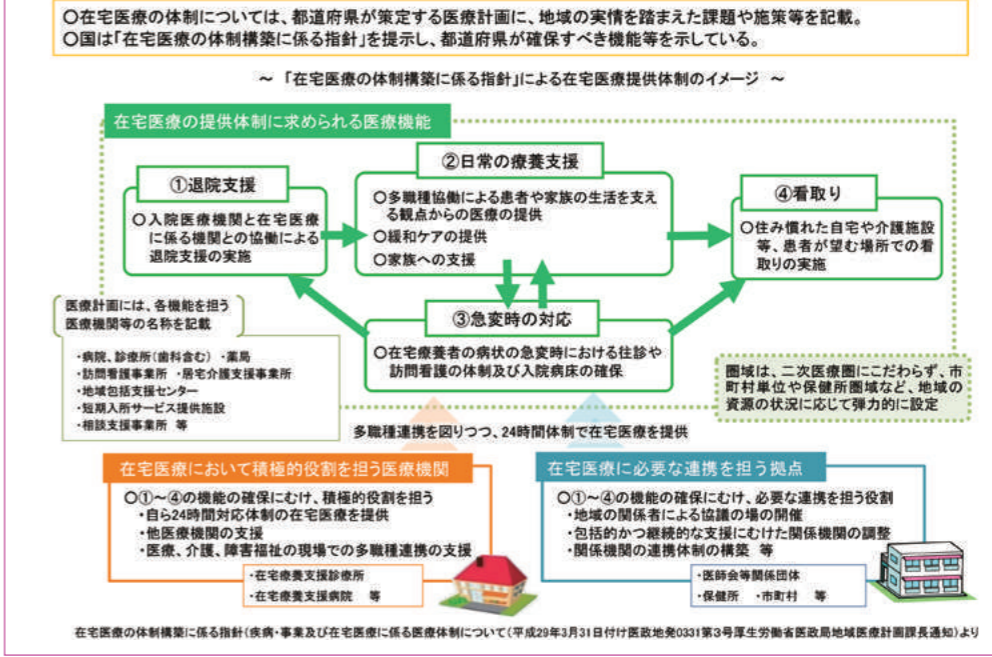 ○在宅医療の体制については、都道府県が策定する医療計画に、地域の実情を踏まえた課題や施策等を記載。
○国は「在宅医療の体制構築に係る指針」を提示し、都道府県が確保すべき機能等を示している。
～ 「在宅医療の体制構築に係る指針」による在宅医療提供体制のイメージ ～
在宅医療の提供体制に求められる医療機能
①退院支援
○入院医療機関と在宅医療
に係る機関との協働による
退院支援の実施
②日常の療養支援
○多職種協働による患者や家族の生活を支え
る観点からの医療の提供
○緩和ケアの提供
○家族への支援
④看取り
○住み慣れた自宅や介護施設
等、患者が望む場所での看
取りの実施
③急変時の対応
○在宅療養者の病状の急変時における往診や
訪問看護の体制及び入院病床の確保
医療計画には、各機能を担う
医療機関等の名称を記載
・病院、診療所(歯科含む) ・薬局
・訪問看護事業所 ・居宅介護支援事業所
・地域包括支援センター
・短期入所サービス提供施設
・相談支援事業所 等
圏域は、二次医療圏にこだわらず、市
町村単位や保健所圏域など、地域の
資源の状況に応じて弾力的に設定
多職種連携を図りつつ、24時間体制で在宅医療を提供
在宅医療において積極的役割を担う医療機関
○①～④の機能の確保にむけ、積極的役割を担う
・自ら24時間対応体制の在宅医療を提供
・他医療機関の支援
・医療、介護、障害福祉の現場での多職種連携の支援
・在宅療養支援診療所
・在宅療養支援病院 等
在宅医療に必要な連携を担う拠点
○①～④の機能の確保にむけ、必要な連携を担う役割
・地域の関係者による協議の場の開催
・包括的かつ継続的な支援にむけた関係機関の調整
・関係機関の連携体制の構築 等
・医師会等関係団体
・保健所 ・市町村 等
在宅医療の体制構築に係る指針(疾病・事業及び在宅医療に係る医療体制について(平成29年3月31日付け医政地発0331第3号厚生労働省医政局地域医療計画課長通知)より